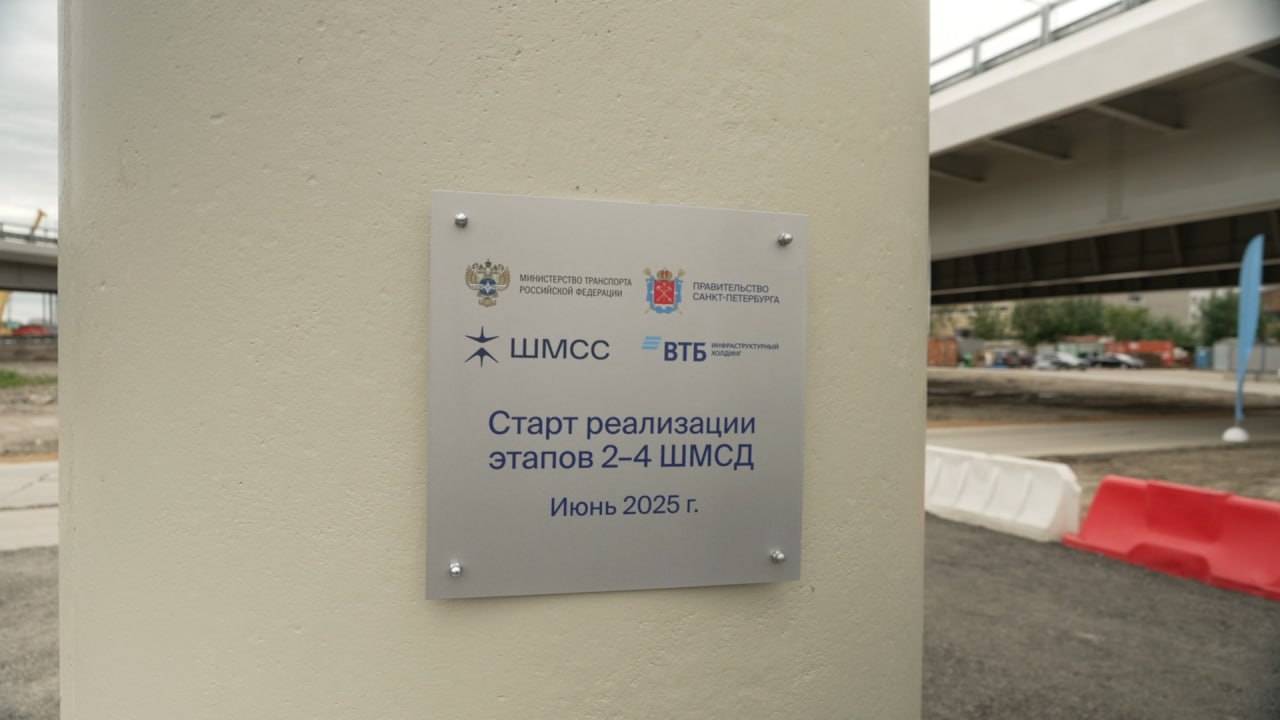 МИНИСТЕРСТВО ТРАНСПОРТА
РОССИЙСКОЙ ФЕДЕРАЦИИ
ПРАВИТЕЛЬСТВО
САНКТ-ПЕТЕРБУРГА
ШМСС
ВТБ
ИНФРАСТРУКТУРНЫЙ
ХОЛДИНГ
Старт реализации
этапов 2–4 ШМСД
Июнь 2025 г.